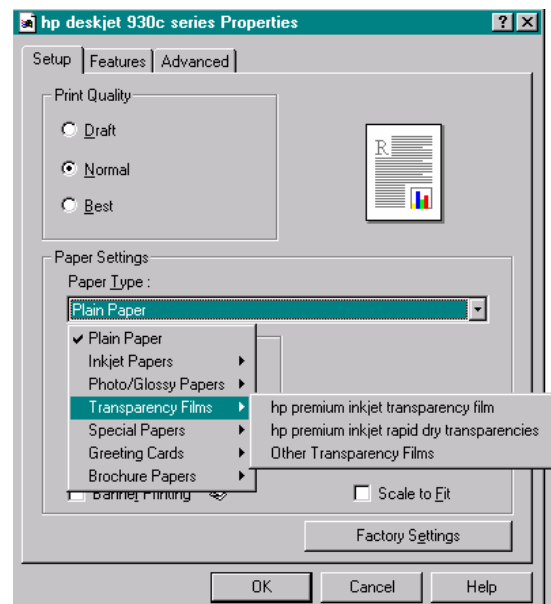 hp deskjet 930c series Properties
Setup Features Advanced
Print Quality
Draft
Normal
Best
R
Paper Settings
Paper Type :
Plain Paper
Plain Paper
Inkjet Papers
Photo/Glossy Papers
Transparency Films
hp premium inkjet transparency film
Special Papers
hp premium inkjet rapid dry transparencies
Greeting Cards
Other Transparency Films
Brochure Papers
Banner Printing
Scale to Fit
Factory Settings
OK Cancel Help